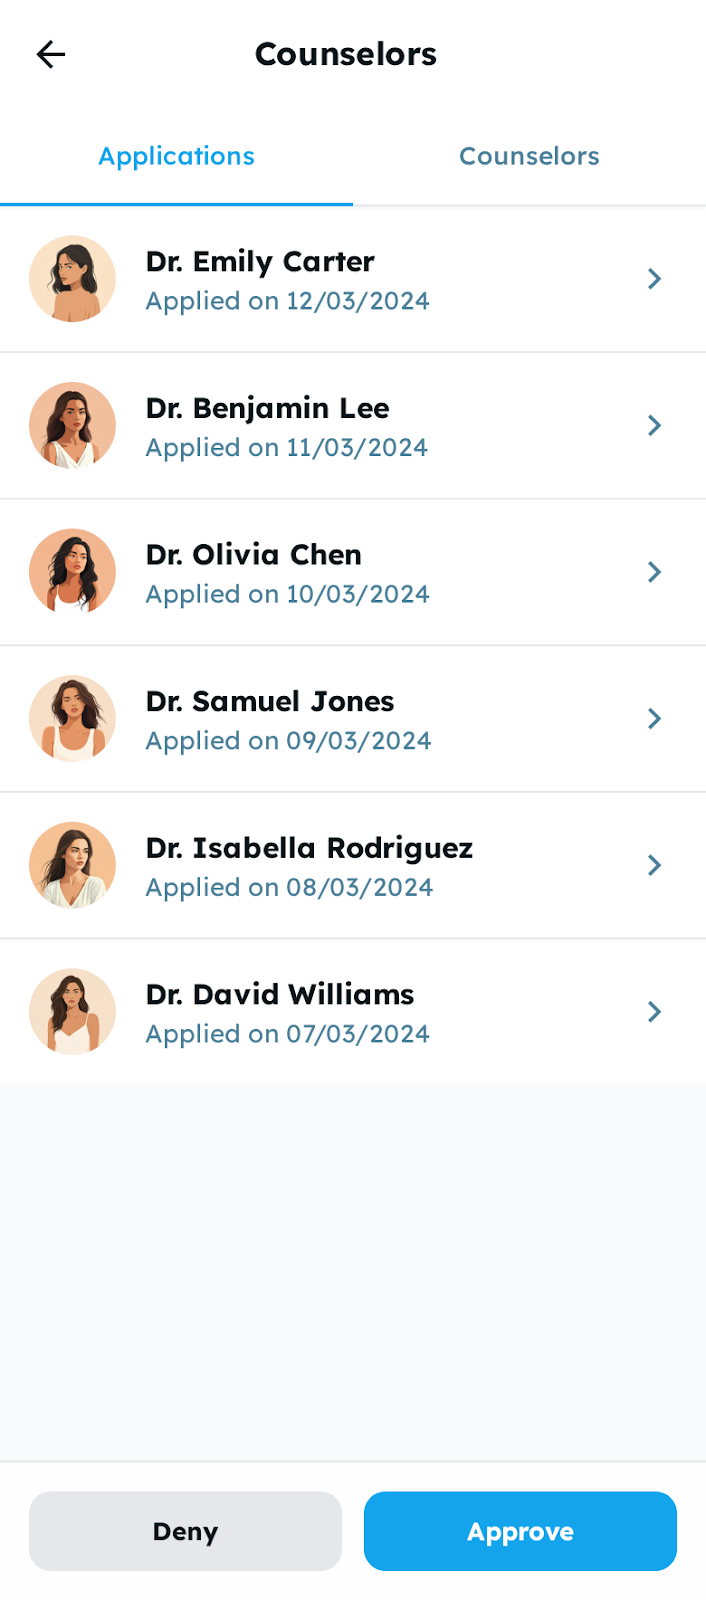 Counselors
Applications
Counselors
Dr. Emily Carter
Applied on 12/03/2024
Dr. Benjamin Lee
Applied on 11/03/2024
Dr. Olivia Chen
Applied on 10/03/2024
Dr. Samuel Jones
Applied on 09/03/2024
Dr. Isabella Rodriguez
Applied on 08/03/2024
Dr. David Williams
Applied on 07/03/2024
Deny
Approve